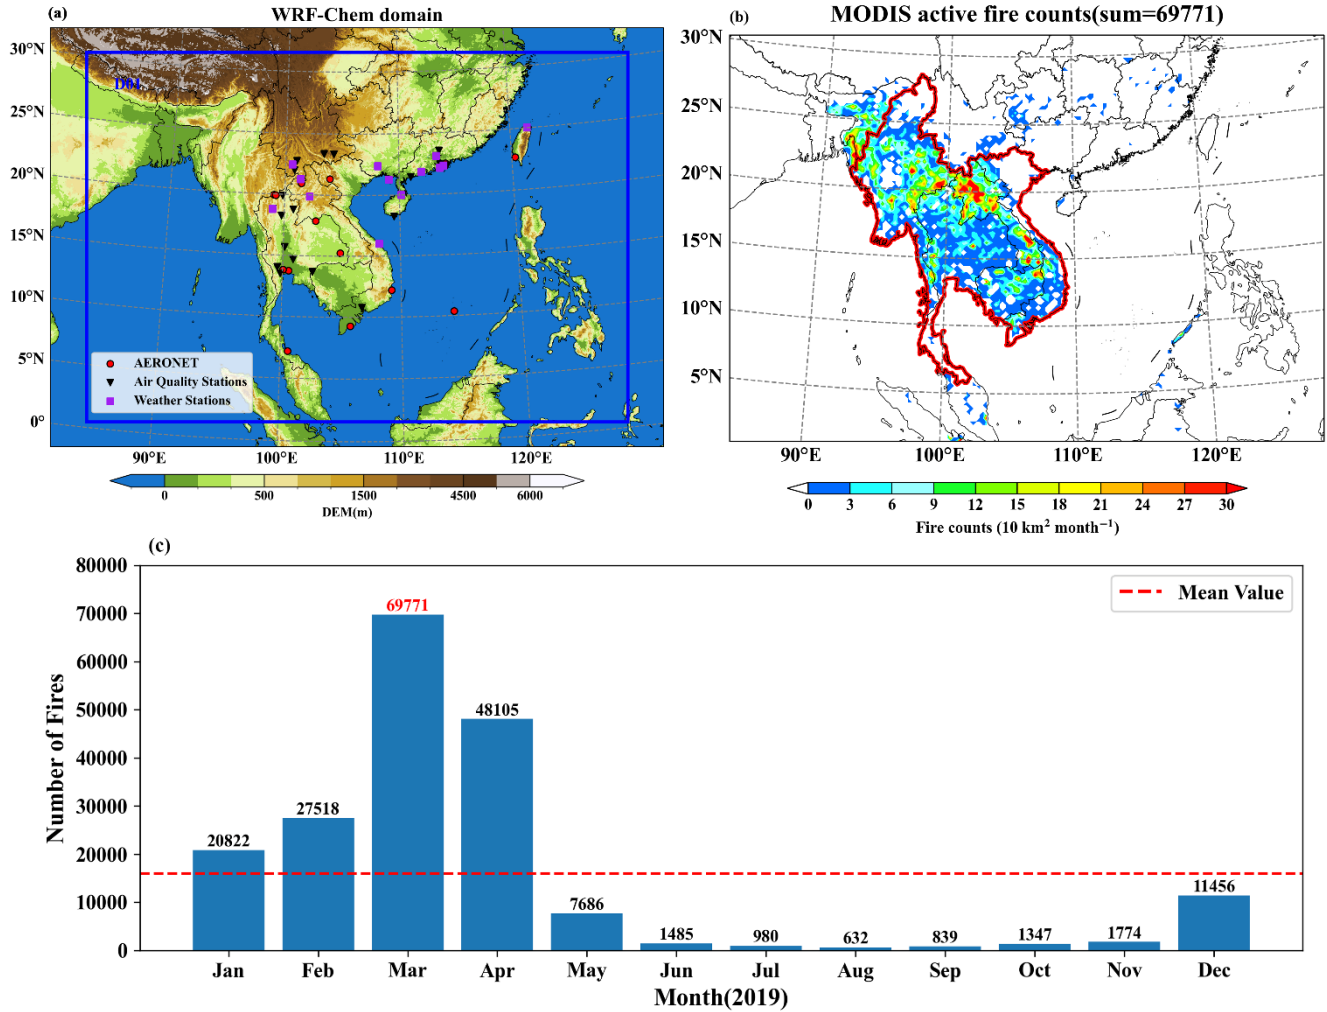 (a)
WRF-Chem domain
30°N
25°N
20°N
15°N
10°N
5°N
0°
D01
AERONET
Air Quality Stations
Weather Stations
90°E
100°E
110°E
120°E
0
500
1500
4500
6000
DEM(m)
(b)
MODIS active fire counts(sum=69771)
30°N
25°N
20°N
15°N
10°N
5°N
90°E
100°E
110°E
120°E
0
3
6
9
12
15
18
21
24
27
30
Fire counts (10 km² month⁻¹)
(c)
Mean Value
Number of Fires
80000
70000
60000
50000
40000
30000
20000
10000
0
20822
27518
69771
48105
7686
1485
980
632
839
1347
1774
11456
Jan
Feb
Mar
Apr
May
Jun
Jul
Aug
Sep
Oct
Nov
Dec
Month(2019)